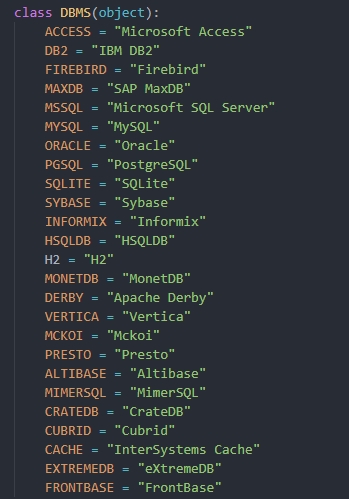 class DBMS(object):
    ACCESS = "Microsoft Access"
    DB2 = "IBM DB2"
    FIREBIRD = "Firebird"
    MAXDB = "SAP MaxDB"
    MSSQL = "Microsoft SQL Server"
    MYSQL = "MySQL"
    ORACLE = "Oracle"
    PGSQL = "PostgreSQL"
    SQLITE = "SQLite"
    SYBASE = "Sybase"
    INFORMIX = "Informix"
    HSQLDB = "HSQLDB"
    H2 = "H2"
    MONETDB = "MonetDB"
    DERBY = "Apache Derby"
    VERTICA = "Vertica"
    MCKOI = "Mckoi"
    PRESTO = "Presto"
    ALTIBASE = "Altibase"
    MIMERSQL = "MimerSQL"
    CRATEDB = "CrateDB"
    CUBRID = "Cubrid"
    CACHE = "InterSystems Cache"
    EXTREMEDB = "eXtremeDB"
    FRONTBASE = "FrontBase"